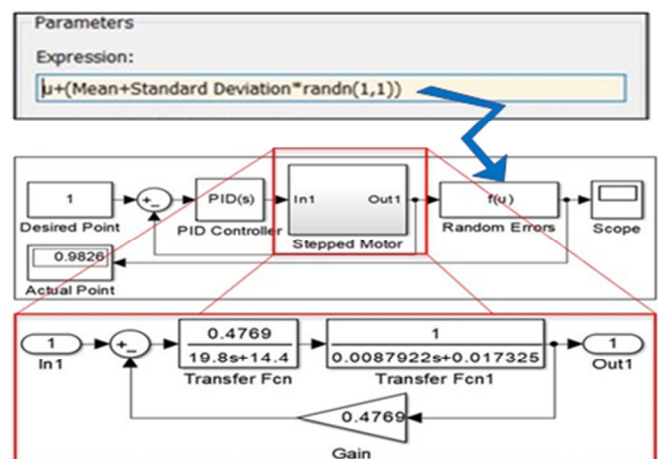 Parameters
Expression:
u+(Mean+Standard Deviation*randn(1,1))
1
+
-
PID(s)
In1
Out1
f(u)
Desired Point
PID Controller
Stepped Motor
Random Errors
Scope
0.9826
Actual Point
1
In1
+
-
0.4769
19.8s+14.4
Transfer Fcn
1
0.0087922s+0.017325
Transfer Fcn1
1
Out1
0.4769
Gain